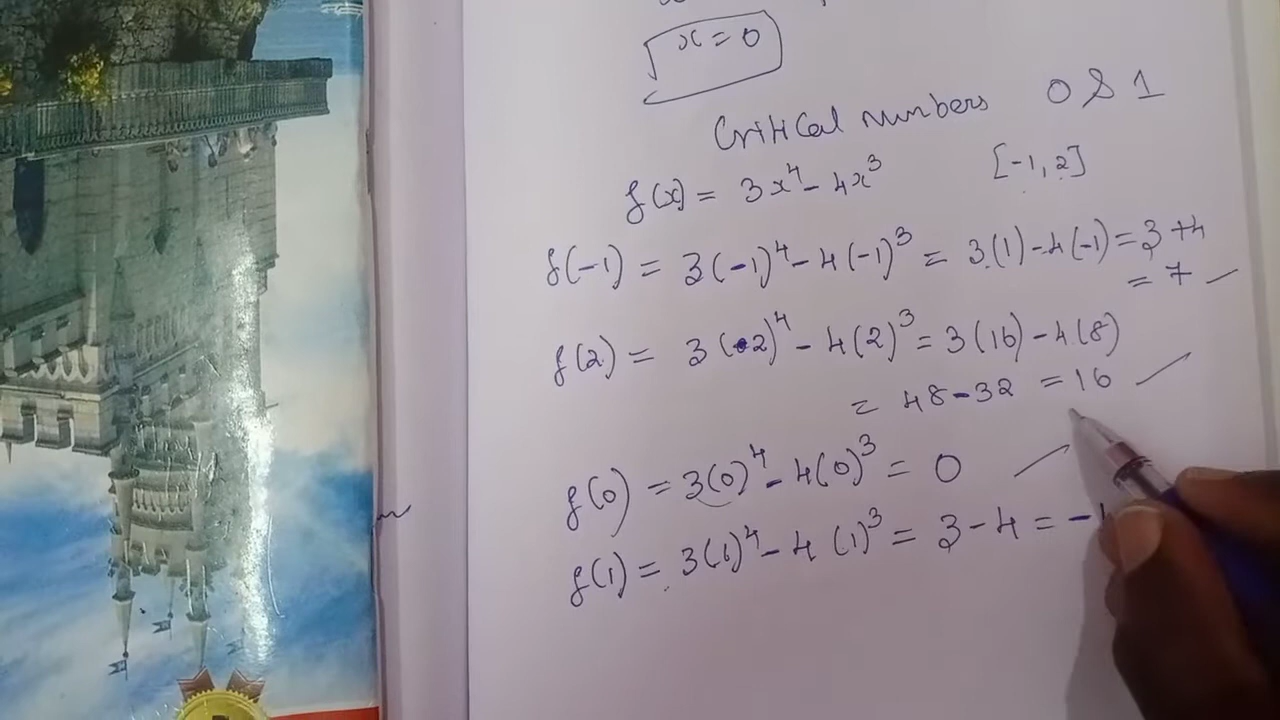 x = 0
Critical numbers 0 & 1
f(x) = 3x⁴ - 4x³ [-1, 2]
f(-1) = 3(-1)⁴ - 4(-1)³ = 3(1) - 4(-1) = 3 + 4
= 7
f(2) = 3(2)⁴ - 4(2)³ = 3(16) - 4(8)
= 48 - 32 = 16
f(0) = 3(0)⁴ - 4(0)³ = 0
f(1) = 3(1)⁴ - 4(1)³ = 3 - 4 = -